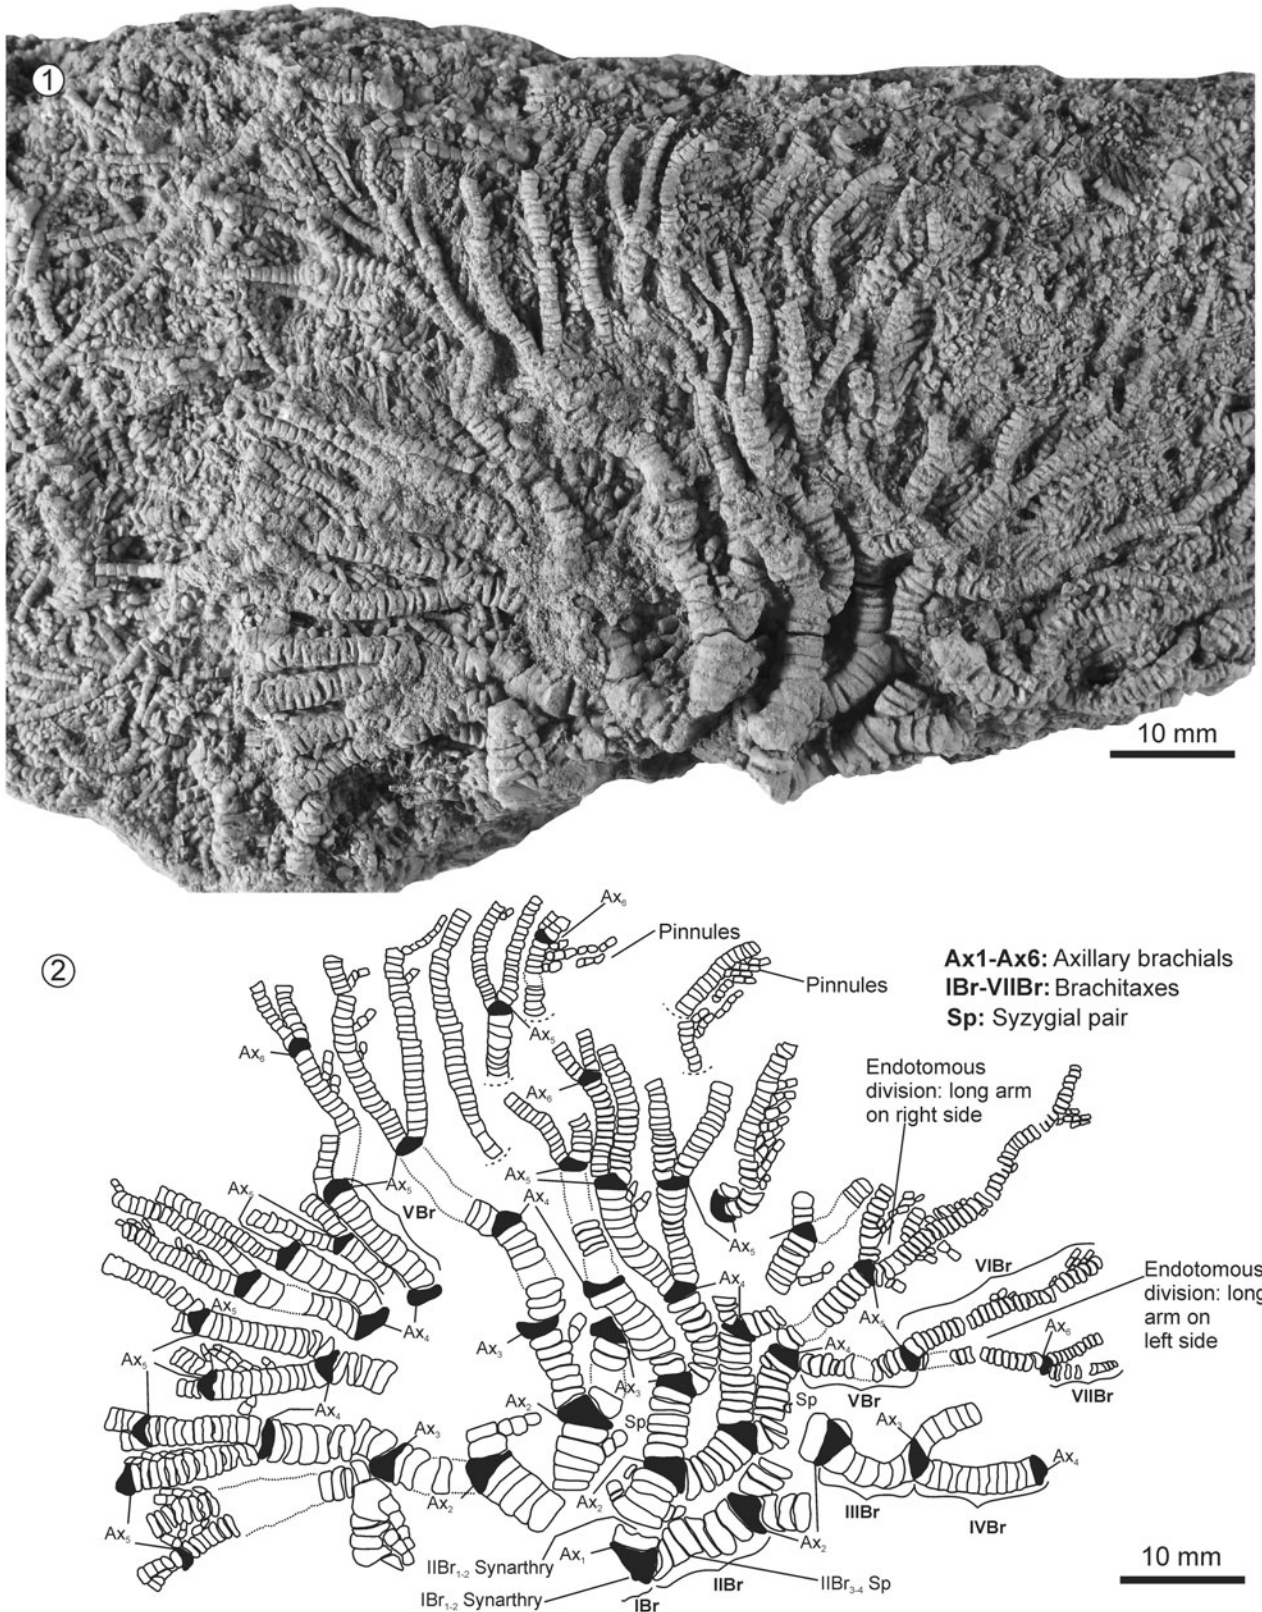 1
10 mm
2
Ax6
Pinnules
Pinnules
Ax1-Ax6: Axillary brachials
IBr-VIIBr: Brachitaxes
Sp: Syzygial pair
Ax5
Ax6
Ax6
Endotomous
division: long arm
on right side
Ax5
Ax5
Ax4
Ax5
VBr
Ax5
Ax4
VIBr
Endotomous
division: long
arm on
left side
Ax5
Ax4
Ax5
Ax4
Ax6
Ax3
Ax5
Ax3
VBr
VIIBr
Ax4
Ax2
Sp
Sp
Ax3
Ax3
Ax4
Ax2
Ax2
IIIBr
IVBr
Ax5
Ax2
IIBr1-2 Synarthry
Ax1
IIBr
IIBr3-4 Sp
IBr1-2 Synarthry
IBr
10 mm